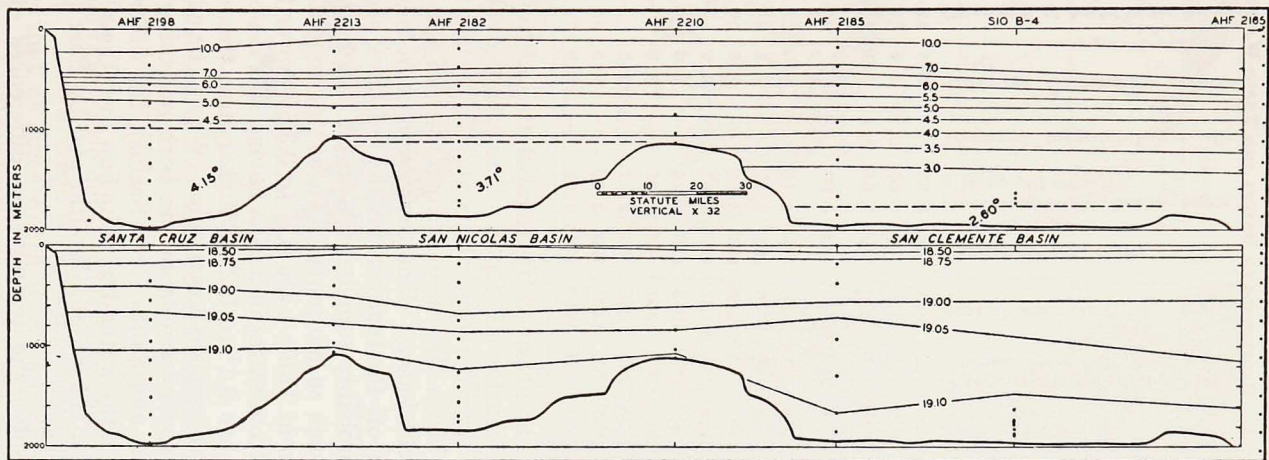 AHF 2198 AHF 2213 AHF 2182 AHF 2210 AHF 2185 SIO B-4 AHF 2165
0
10.0 10.0
7.0 7.0
6.0 6.0
5.5
5.0 5.0
4.5 4.5
1000 4.0
3.5
3.0
4.15° 3.71° 2.60°
0 10 20 30
STATUTE MILES
VERTICAL X 32
2000
DEPTH IN METERS
SANTA CRUZ BASIN SAN NICOLAS BASIN SAN CLEMENTE BASIN
0
18.50 18.50
18.75 18.75
19.00 19.00
19.05 19.05
1000
19.10 19.10
2000